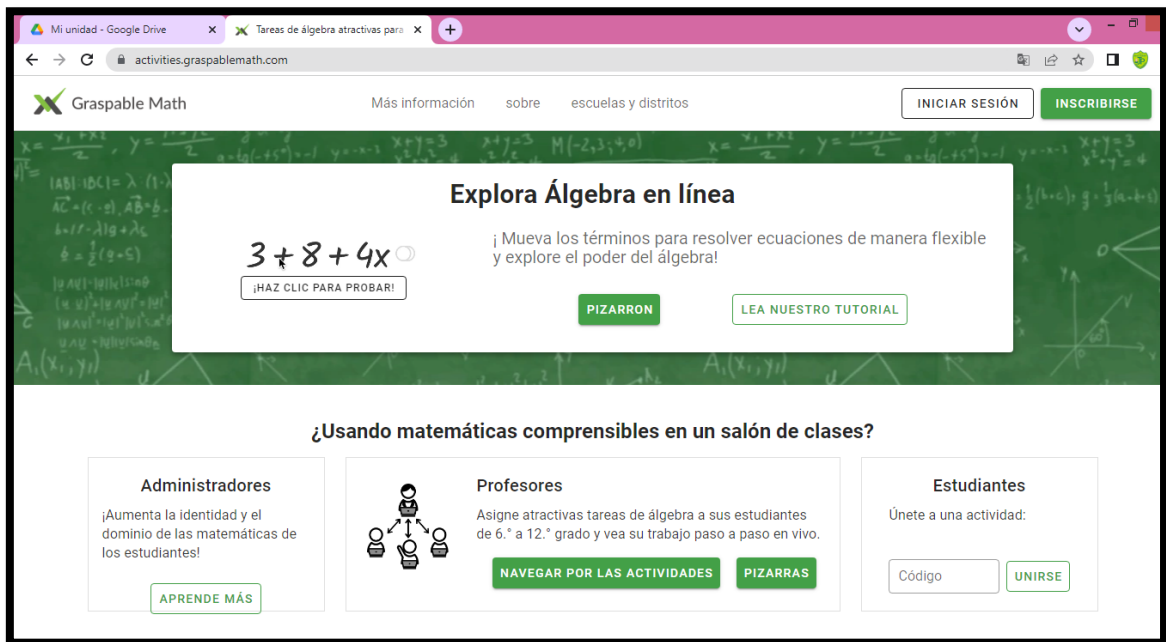 Mi unidad - Google Drive
Tareas de álgebra atractivas para
activities.graspablemath.com
Graspable Math
Más información sobre escuelas y distritos
INICIAR SESIÓN
INSCRIBIRSE
Explora Álgebra en línea
3 + 8 + 4x
¡HAZ CLIC PARA PROBAR!
¡ Mueva los términos para resolver ecuaciones de manera flexible
y explore el poder del álgebra!
PIZARRON
LEA NUESTRO TUTORIAL
¿Usando matemáticas comprensibles en un salón de clases?
Administradores
¡Aumenta la identidad y el
dominio de las matemáticas de
los estudiantes!
APRENDE MÁS
Profesores
Asigne atractivas tareas de álgebra a sus estudiantes
de 6.° a 12.° grado y vea su trabajo paso a paso en vivo.
NAVEGAR POR LAS ACTIVIDADES
PIZARRAS
Estudiantes
Únete a una actividad:
Código
UNIRSE